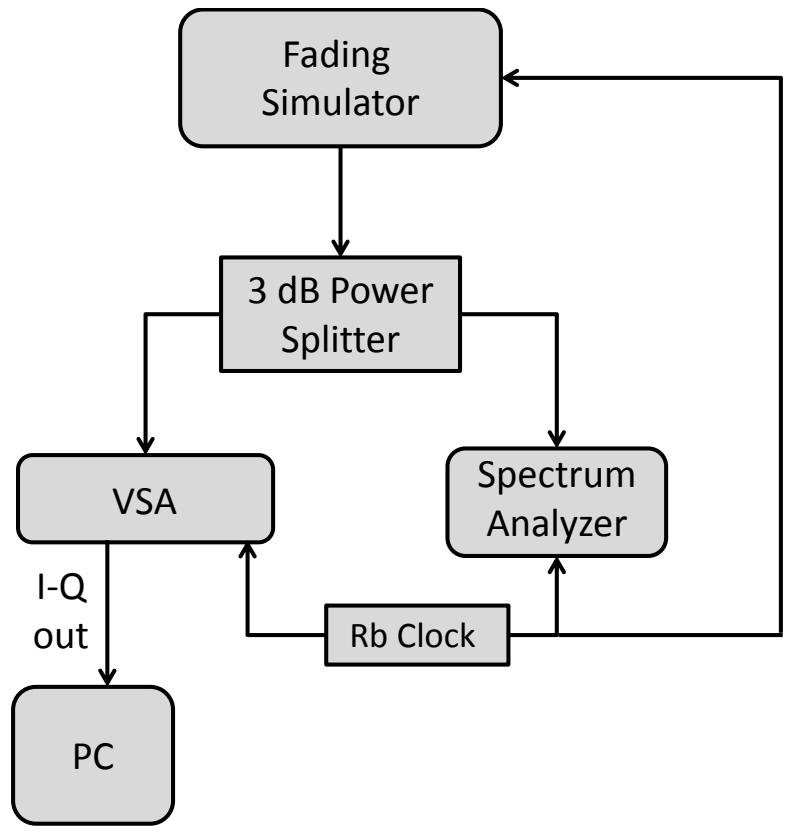 Fading
Simulator
3 dB Power
Splitter
VSA
Spectrum
Analyzer
I-Q
out
Rb Clock
PC